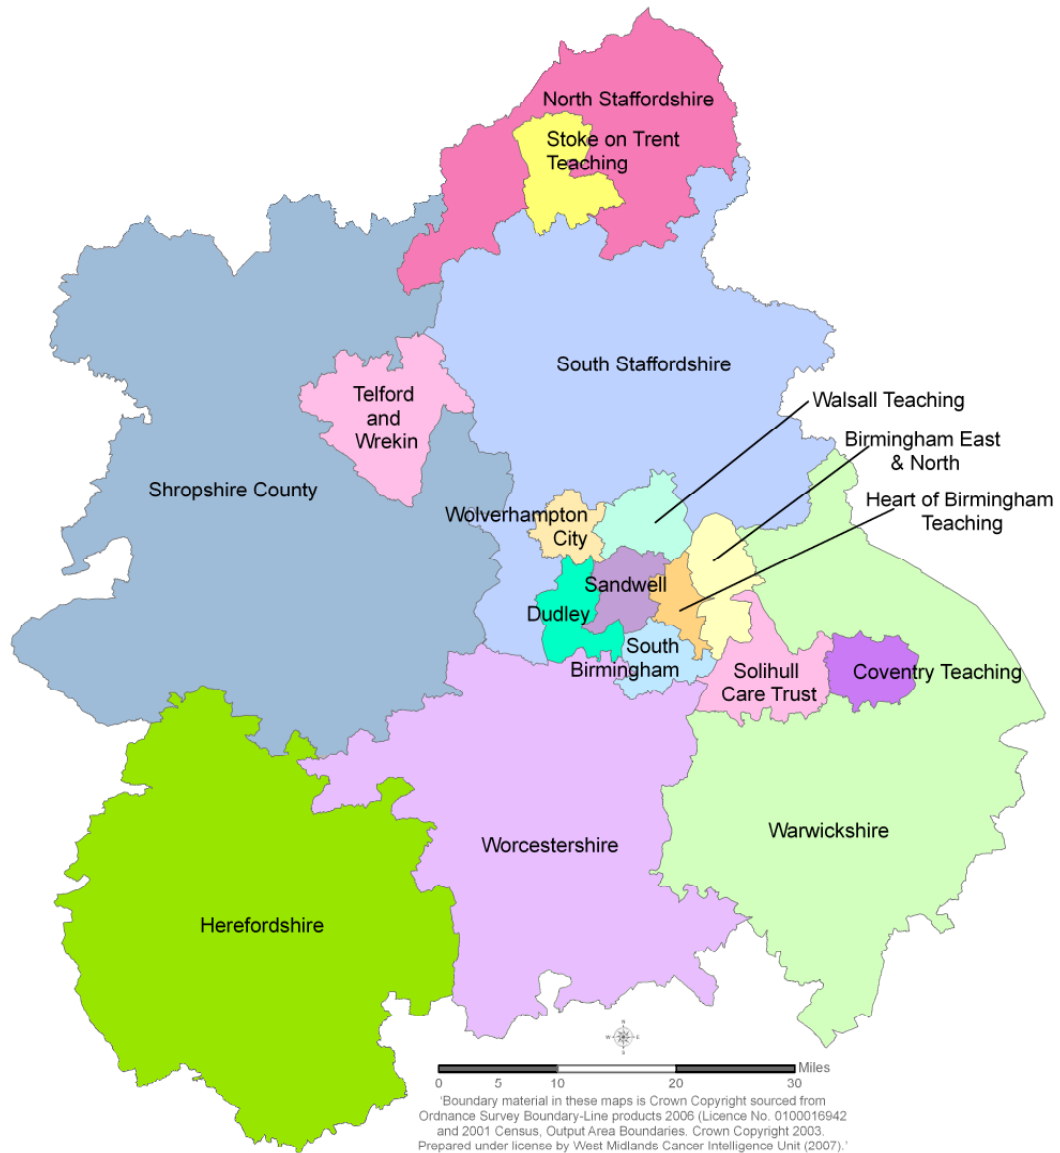 North Staffordshire
Stoke on Trent
Teaching
South Staffordshire
Telford
and
Wrekin
Walsall Teaching
Birmingham East
& North
Shropshire County
Heart of Birmingham
Teaching
Wolverhampton
City
Sandwell
Dudley
South
Birmingham
Solihull
Care Trust
Coventry Teaching
Warwickshire
Worcestershire
Herefordshire
N
W E
S
Miles
0 5 10 20 30
'Boundary material in these maps is Crown Copyright sourced from
Ordnance Survey Boundary-Line products 2006 (Licence No. 0100016942
and 2001 Census, Output Area Boundaries. Crown Copyright 2003.
Prepared under license by West Midlands Cancer Intelligence Unit (2007).'